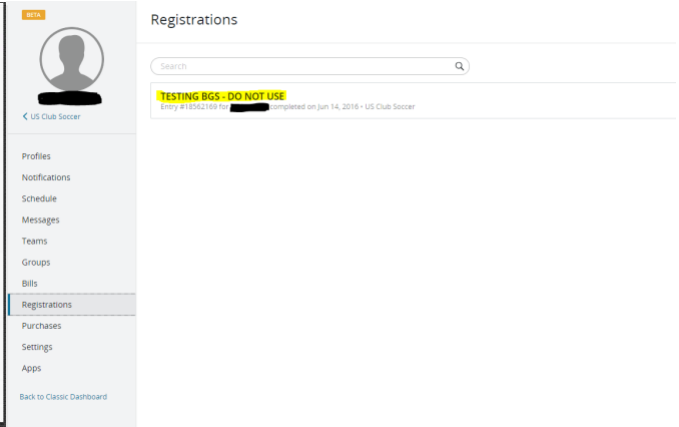 BETA
Registrations
Search
US Club Soccer
TESTING BGS - DO NOT USE
Entry #18562169 for completed on Jun 14, 2016 • US Club Soccer
Profiles
Notifications
Schedule
Messages
Teams
Groups
Bills
Registrations
Purchases
Settings
Apps
Back to Classic Dashboard